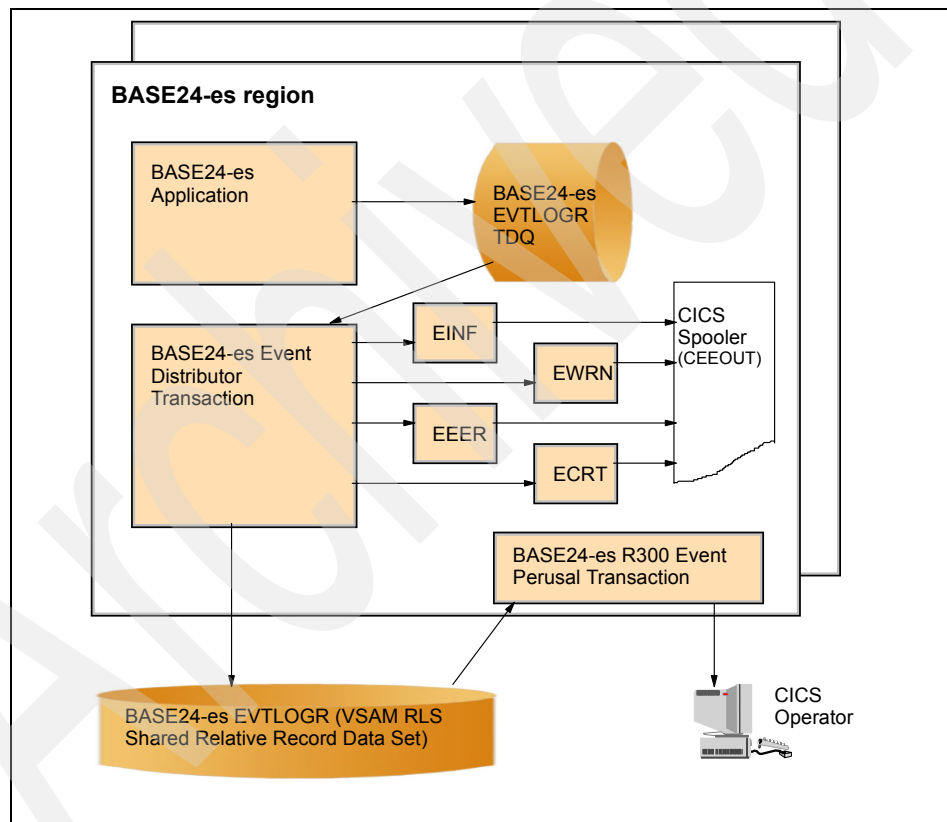 BASE24-es region
BASE24-es
Application
BASE24-es
EVTLOGR
TDQ
BASE24-es Event
Distributor
Transaction
EINF
EWRN
EEER
ECRT
CICS
Spooler
(CEEOUT)
BASE24-es R300 Event
Perusal Transaction
BASE24-es EVTLOGR (VSAM RLS
Shared Relative Record Data Set)
CICS
Operator
Archived